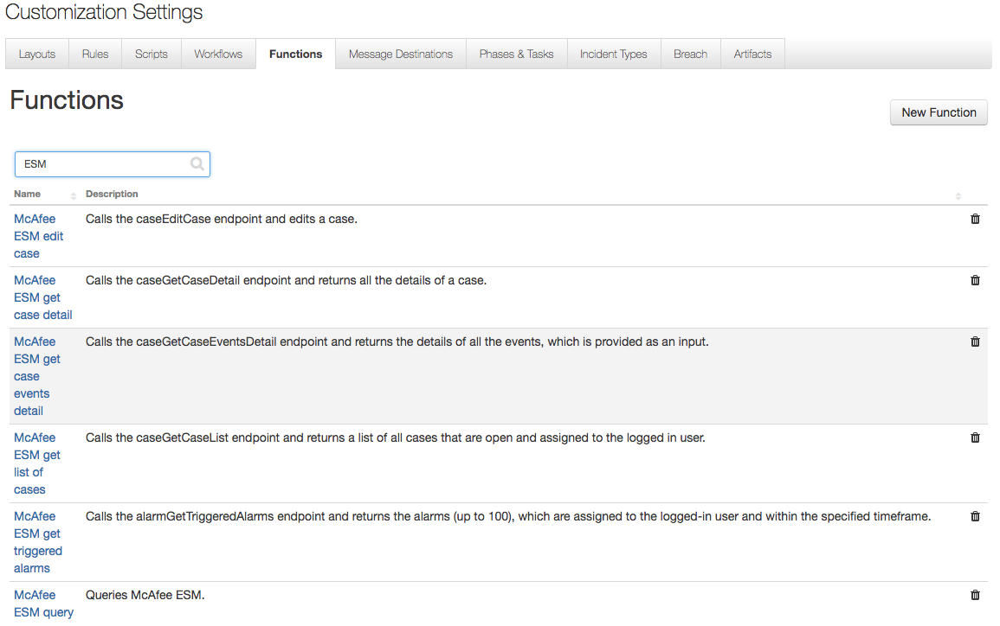 Customization Settings
Layouts Rules Scripts Workflows Functions Message Destinations Phases & Tasks Incident Types Breach Artifacts
Functions
New Function
ESM
Name Description
McAfee Calls the caseEditCase endpoint and edits a case.
ESM edit
case
McAfee Calls the caseGetCaseDetail endpoint and returns all the details of a case.
ESM get
case detail
McAfee Calls the caseGetCaseEventsDetail endpoint and returns the details of all the events, which is provided as an input.
ESM get
case
events
detail
McAfee Calls the caseGetCaseList endpoint and returns a list of all cases that are open and assigned to the logged in user.
ESM get
list of
cases
McAfee Calls the alarmGetTriggeredAlarms endpoint and returns the alarms (up to 100), which are assigned to the logged-in user and within the specified timeframe.
ESM get
triggered
alarms
McAfee Queries McAfee ESM.
ESM query